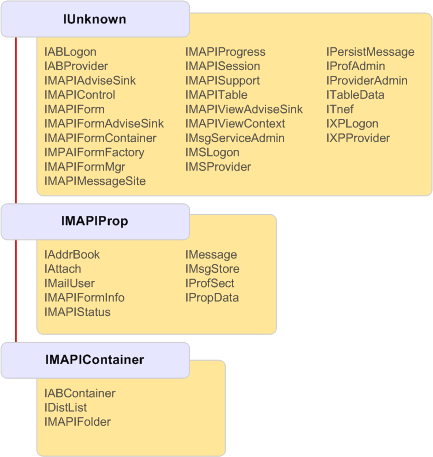 IUnknown
IABLogon
IABProvider
IMAPIAdviseSink
IMAPIControl
IMAPIForm
IMAPIFormAdviseSink
IMAPIFormContainer
IMPAIFormFactory
IMAPIFormMgr
IMAPIMessageSite
IMAPIProgress
IMAPISession
IMAPISupport
IMAPITable
IMAPIViewAdviseSink
IMAPIViewContext
IMsgServiceAdmin
IMSLogon
IMSProvider
IPersistMessage
IProfAdmin
IProviderAdmin
ITableData
ITnef
IXPLogon
IXPProvider
IMAPIProp
IAddrBook
IAttach
IMailUser
IMAPIFormInfo
IMAPIStatus
IMessage
IMsgStore
IProfSect
IPropData
IMAPIContainer
IABContainer
IDistList
IMAPIFolder